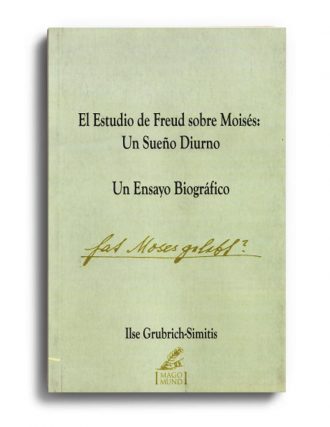 El Estudio de Freud sobre Moisés:
Un Sueño Diurno
Un Ensayo Biográfico
hat Moses gelebt?
Ilse Grubrich-Simitis
MAGO
MUND